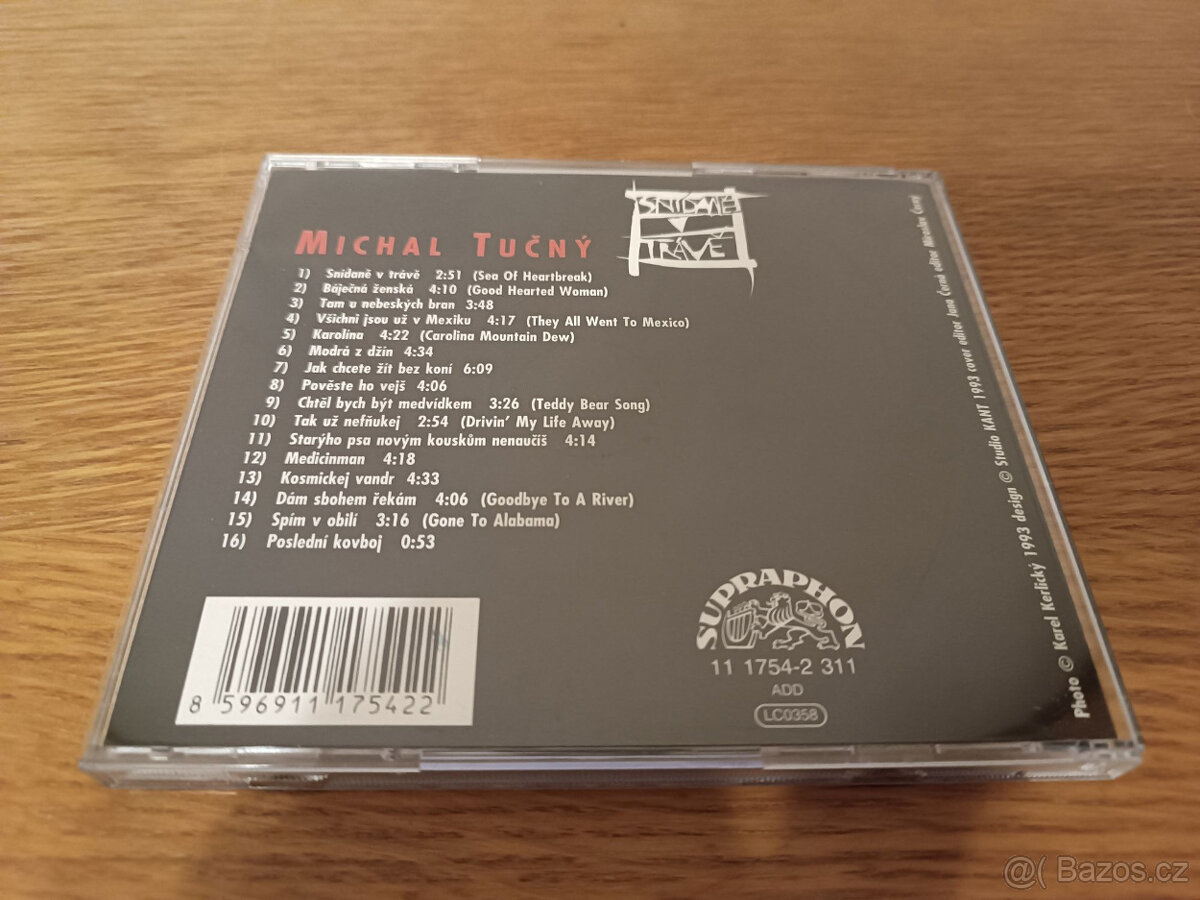 SNÍDANĚ
V
TRÁVĚ
MICHAL TUČNÝ
1) Snídaně v trávě 2:51 (Sea Of Heartbreak)
2) Báječná ženská 4:10 (Good Hearted Woman)
3) Tam u nebeských bran 3:48
4) Všichni jsou už v Mexiku 4:17 (They All Went To Mexico)
5) Karolína 4:22 (Carolina Mountain Dew)
6) Modrá z džín 4:34
7) Jak chcete žít bez koní 6:09
8) Pověste ho vejš 4:06
9) Chtěl bych být medvídkem 3:26 (Teddy Bear Song)
10) Tak už nefňukej 2:54 (Drivin' My Life Away)
11) Starýho psa novým kouskům nenaučíš 4:14
12) Medicinman 4:18
13) Kosmickej vandr 4:33
14) Dám sbohem řekám 4:06 (Goodbye To A River)
15) Spím v obilí 3:16 (Gone To Alabama)
16) Poslední kovboj 0:53
8 596911 175422
SUPRAPHON
11 1754-2 311
ADD
LC0358
Photo © Karel Kerlický 1993 design © Studio KANT 1993 cover editor Jana Černá editor Miroslav Černý
@( Bazos.cz